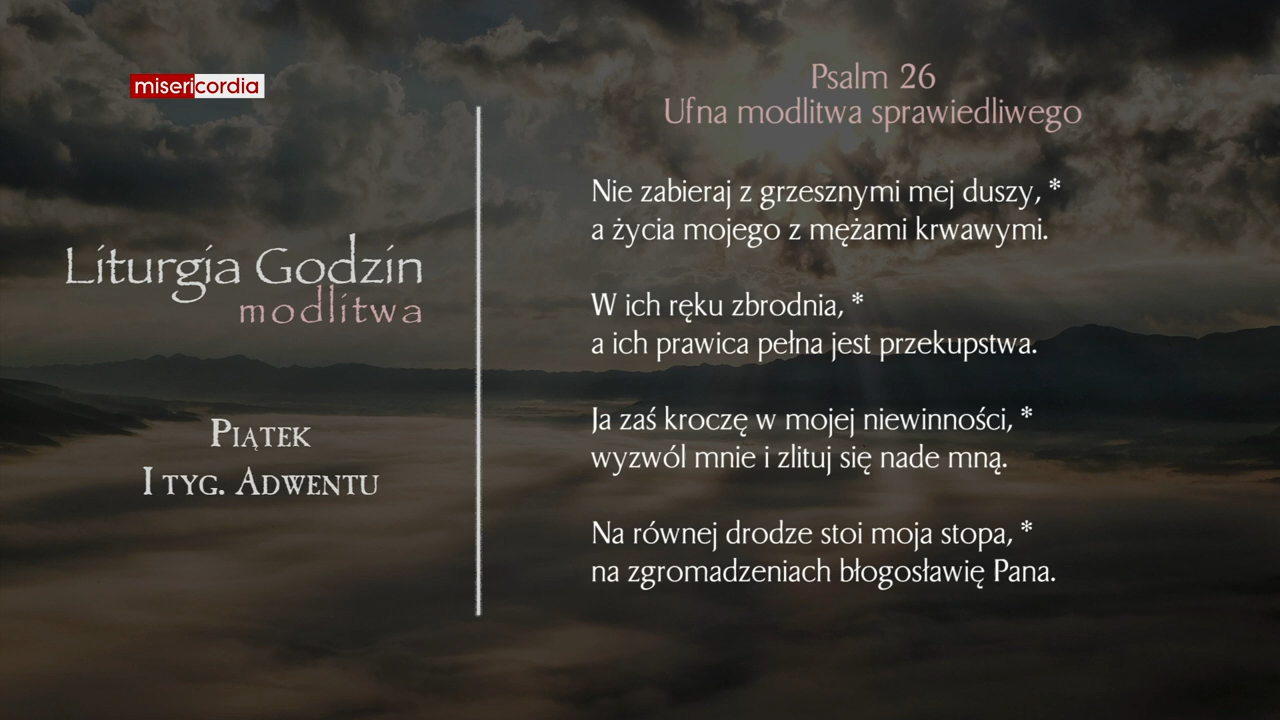 misericordia
Liturgia Godzin
modlitwa
Piątek
I tyg. Adwentu
Psalm 26
Ufna modlitwa sprawiedliwego
Nie zabieraj z grzesznymi mej duszy, *
a życia mojego z mężami krwawymi.
W ich ręku zbrodnia, *
a ich prawica pełna jest przekupstwa.
Ja zaś kroczę w mojej niewinności, *
wyzwól mnie i zlituj się nade mną.
Na równej drodze stoi moja stopa, *
na zgromadzeniach błogosławię Pana.